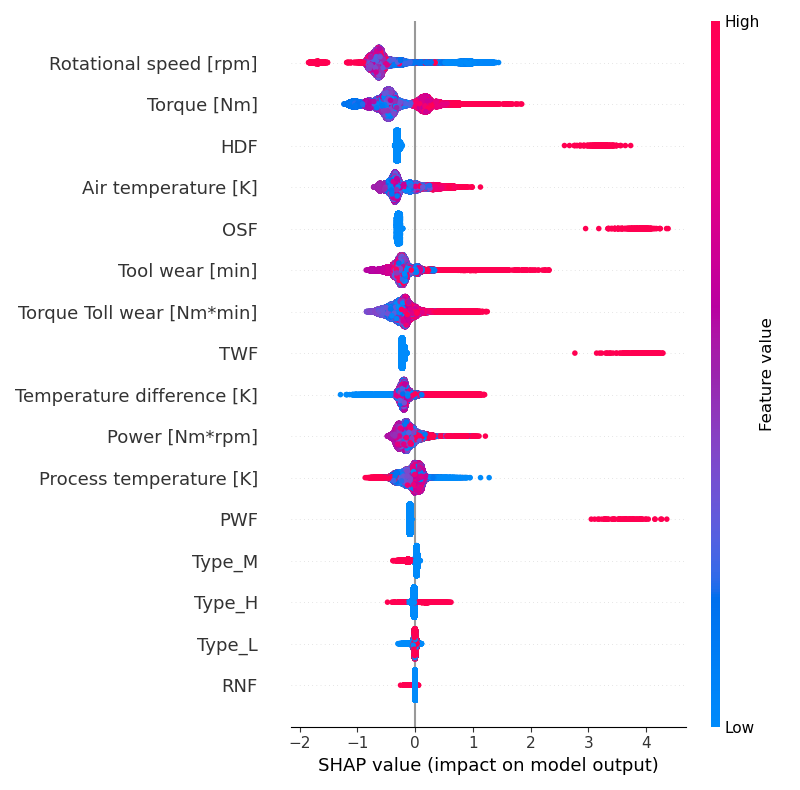 High
Rotational speed [rpm]
Torque [Nm]
HDF
Air temperature [K]
OSF
Tool wear [min]
Torque Toll wear [Nm*min]
TWF
Temperature difference [K]
Power [Nm*rpm]
Process temperature [K]
PWF
Type_M
Type_H
Type_L
RNF
Feature value
Low
−2 −1 0 1 2 3 4
SHAP value (impact on model output)